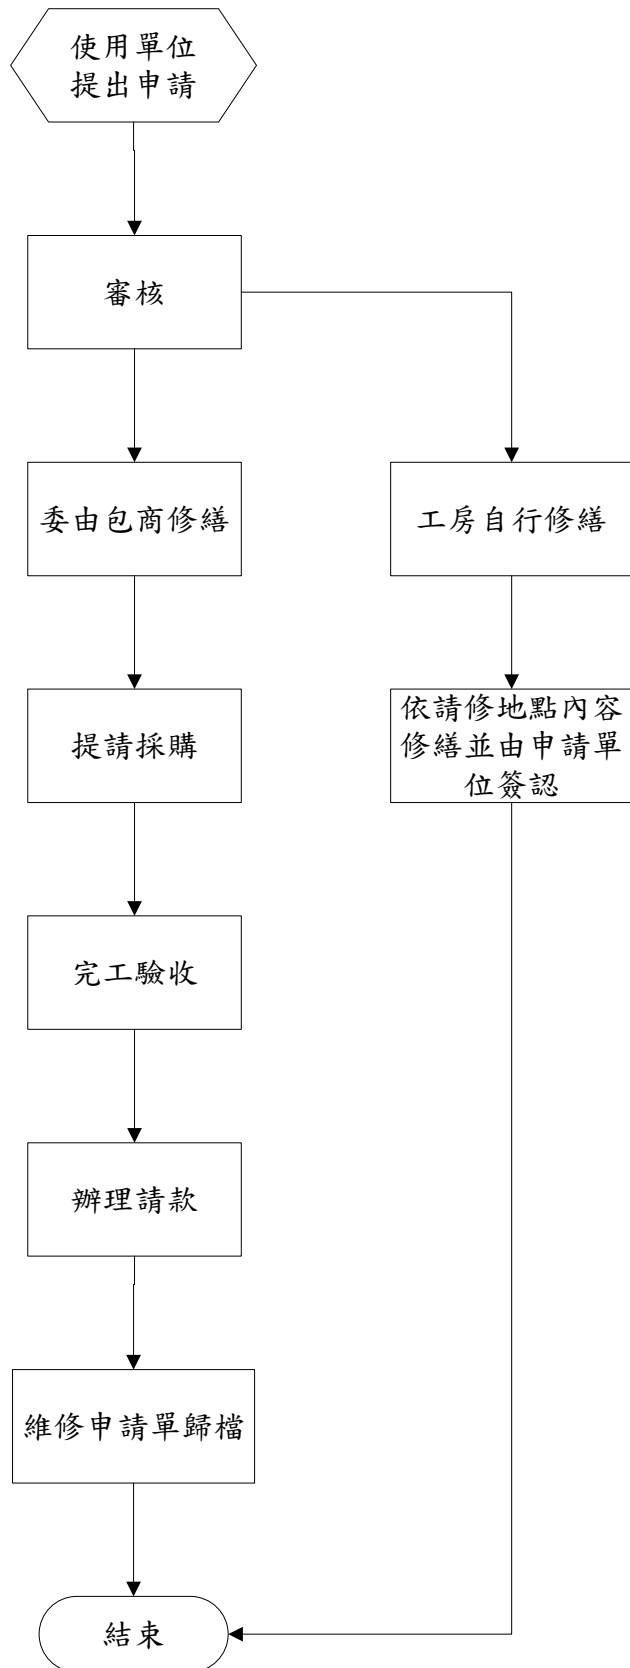 使用單位
提出申請
審核
委由包商修繕
工房自行修繕
提請採購
依請修地點內容
修繕並由申請單
位簽認
完工驗收
辦理請款
維修申請單歸檔
結束